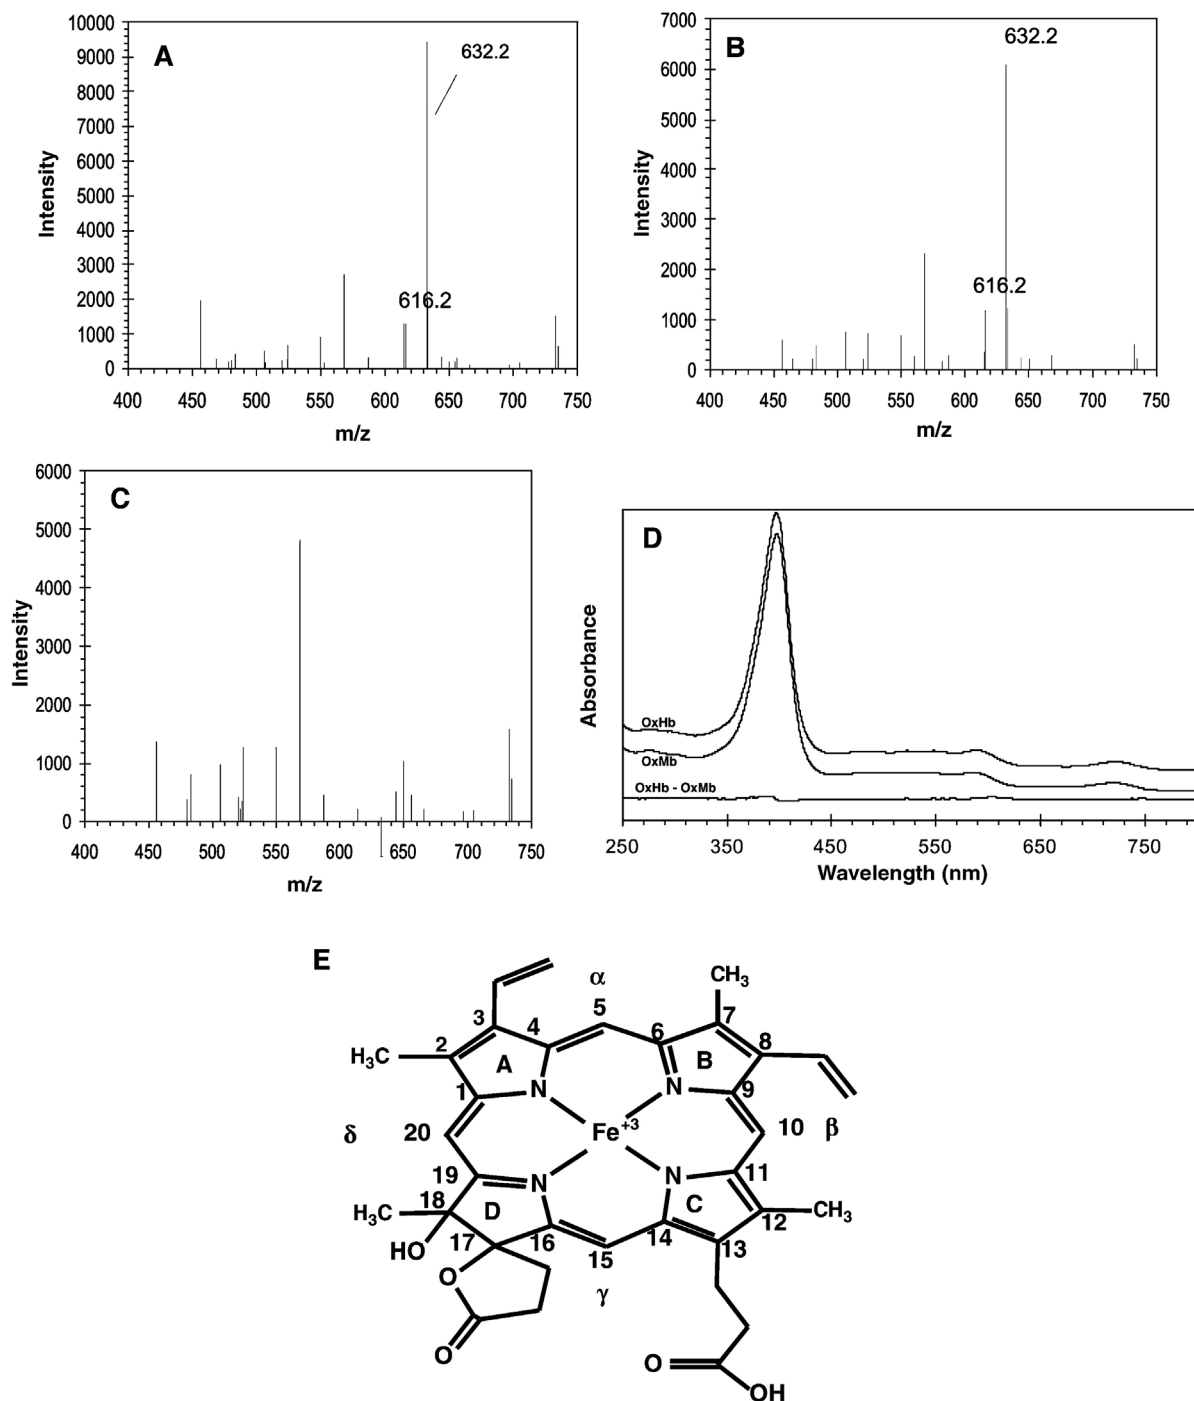 A
10000
9000
8000
7000
6000
5000
4000
3000
2000
1000
0
Intensity
632.2
616.2
400 450 500 550 600 650 700 750
m/z
B
7000
6000
5000
4000
3000
2000
1000
0
Intensity
632.2
616.2
400 450 500 550 600 650 700 750
m/z
C
6000
5000
4000
3000
2000
1000
0
Intensity
400 450 500 550 600 650 700 750
m/z
D
Absorbance
OxHb
OxMb
OxHb - OxMb
250 350 450 550 650 750
Wavelength (nm)
E
α
CH3
3 4 5 6 7
H3C 2 A B 8
1 N N 9
δ 20 Fe+3 10 β
19 N N 11
H3C 18 D C 12 CH3
HO 17 16 15 14 13
O
γ
O
O
OH